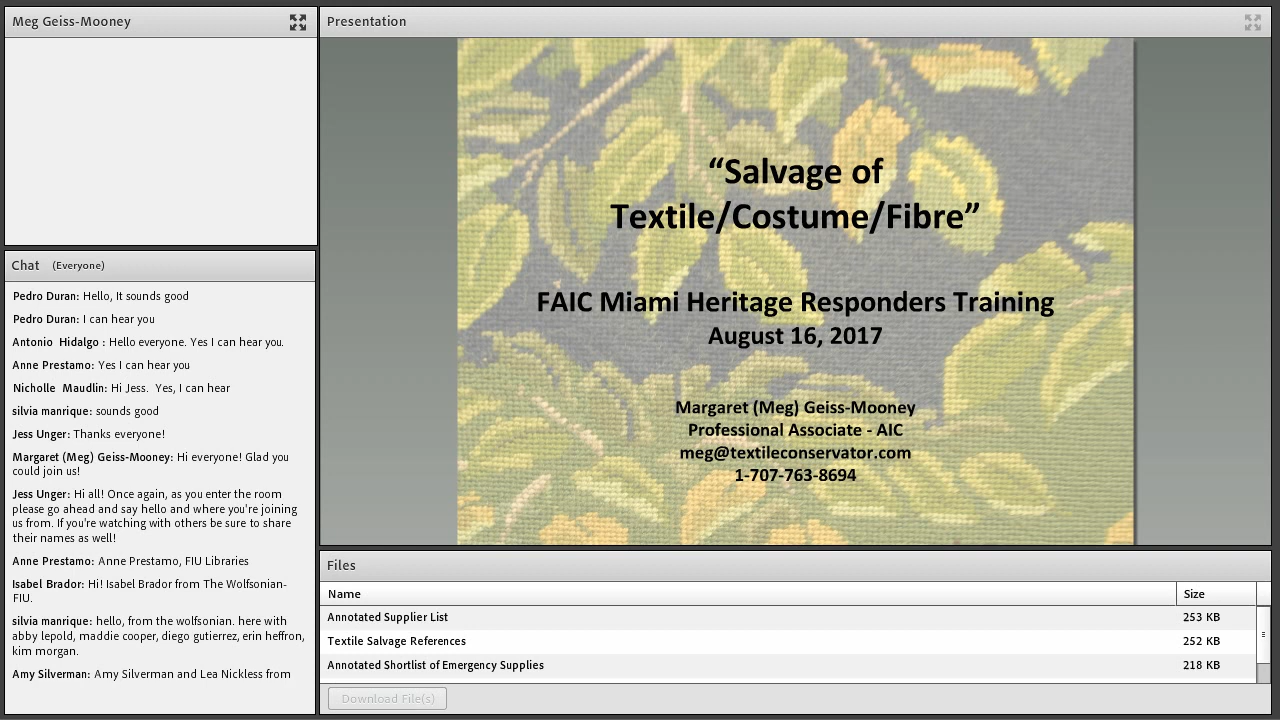 Meg Geiss-Mooney
Presentation
“Salvage of
Textile/Costume/Fibre”
FAIC Miami Heritage Responders Training
August 16, 2017
Margaret (Meg) Geiss-Mooney
Professional Associate - AIC
meg@textileconservator.com
1-707-763-8694
Chat (Everyone)
Pedro Duran: Hello, It sounds good
Pedro Duran: I can hear you
Antonio Hidalgo : Hello everyone. Yes I can hear you.
Anne Prestamo: Yes I can hear you
Nicholle Maudlin: Hi Jess. Yes, I can hear
silvia manrique: sounds good
Jess Unger: Thanks everyone!
Margaret (Meg) Geiss-Mooney: Hi everyone! Glad you
could join us!
Jess Unger: Hi all! Once again, as you enter the room
please go ahead and say hello and where you're joining
us from. If you're watching with others be sure to share
their names as well!
Anne Prestamo: Anne Prestamo, FIU Libraries
Isabel Brador: Hi! Isabel Brador from The Wolfsonian-
FIU.
silvia manrique: hello, from the wolfsonian. here with
abby lepold, maddie cooper, diego gutierrez, erin heffron,
kim morgan.
Amy Silverman: Amy Silverman and Lea Nickless from
Files
Name Size
Annotated Supplier List 253 KB
Textile Salvage References 252 KB
Annotated Shortlist of Emergency Supplies 218 KB
Download File(s)